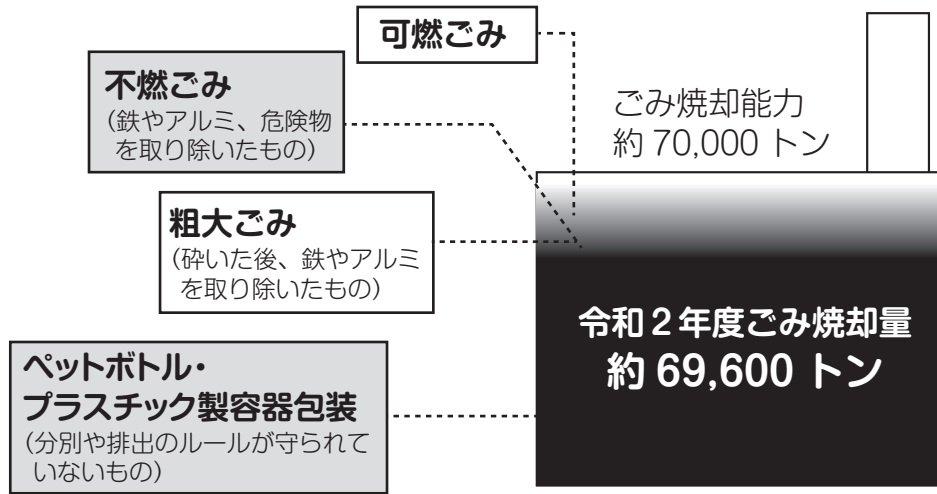 可燃ごみ
不燃ごみ
（鉄やアルミ、危険物
を取り除いたもの）
ごみ焼却能力
約 70,000 トン
粗大ごみ
（砕いた後、鉄やアルミ
を取り除いたもの）
令和２年度ごみ焼却量
約 69,600 トン
ペットボトル・
プラスチック製容器包装
（分別や排出のルールが守られて
いないもの）